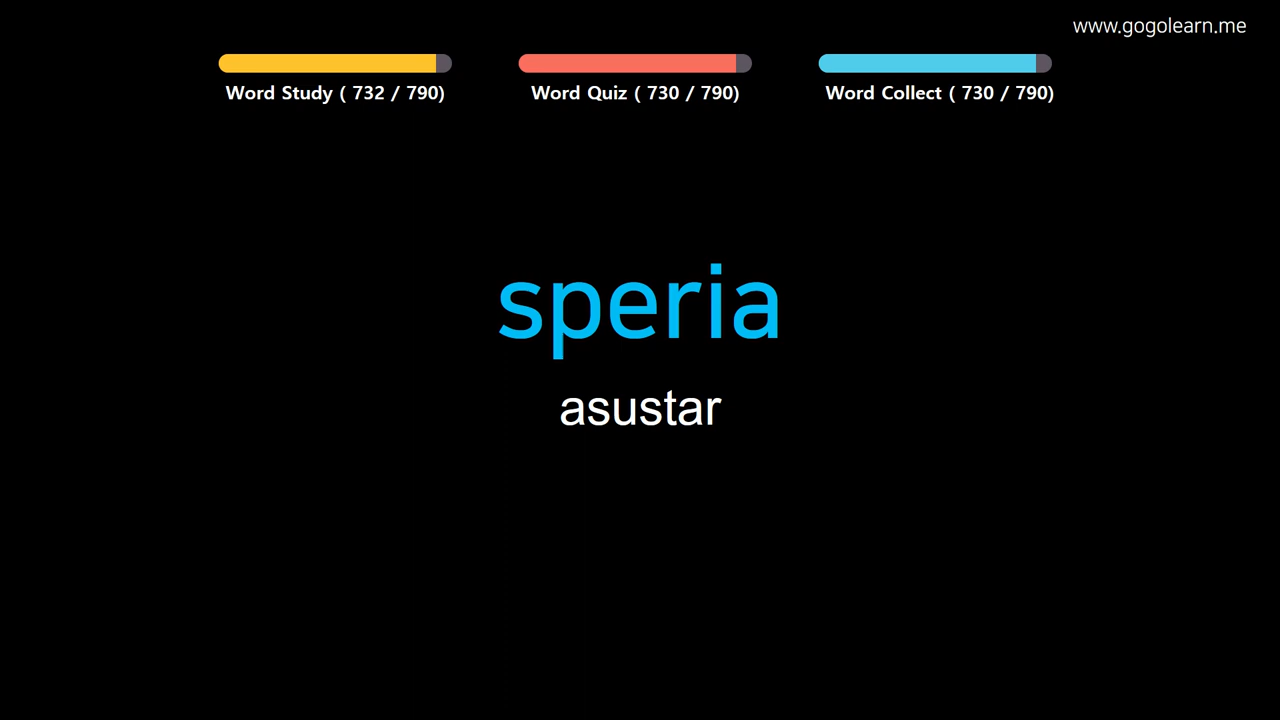 www.gogolearn.me
Word Study ( 732 / 790)
Word Quiz ( 730 / 790)
Word Collect ( 730 / 790)
speria
asustar